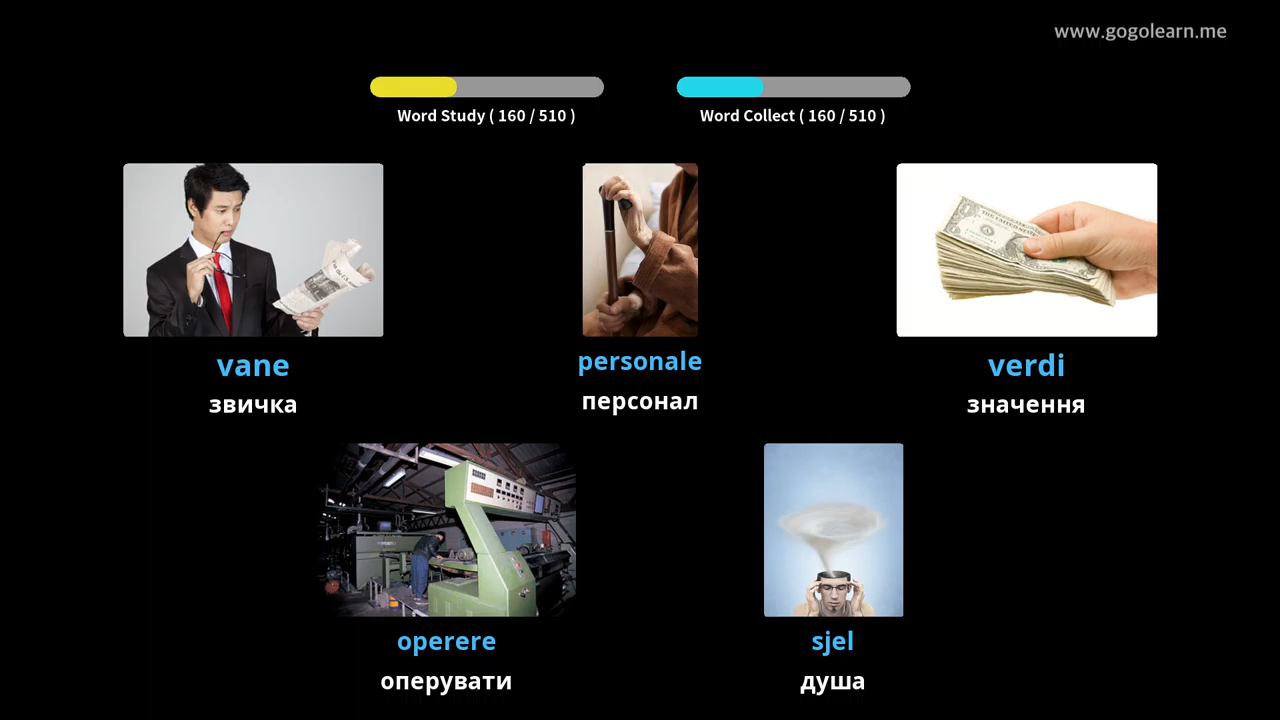 www.gogolearn.me
Word Study ( 160 / 510 )
Word Collect ( 160 / 510 )
vane
звичка
personale
персонал
verdi
значення
operere
оперувати
sjel
душа